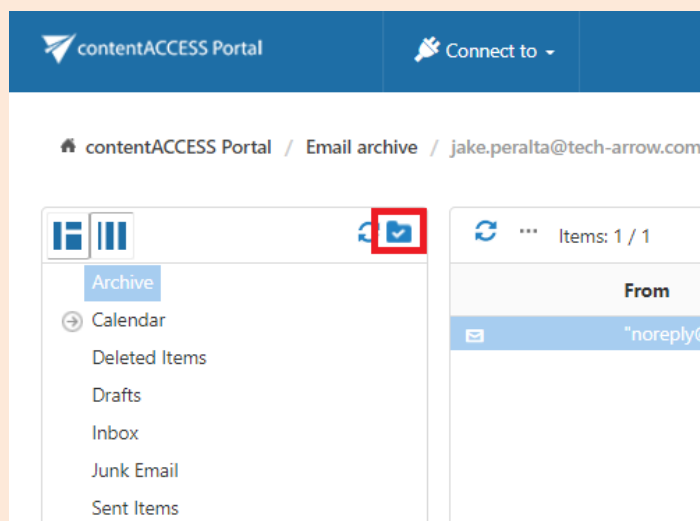 contentACCESS Portal
Connect to
contentACCESS Portal / Email archive / jake.peralta@tech-arrow.com
Items: 1 / 1
Archive
Calendar
Deleted Items
Drafts
Inbox
Junk Email
Sent Items
From
"noreply@